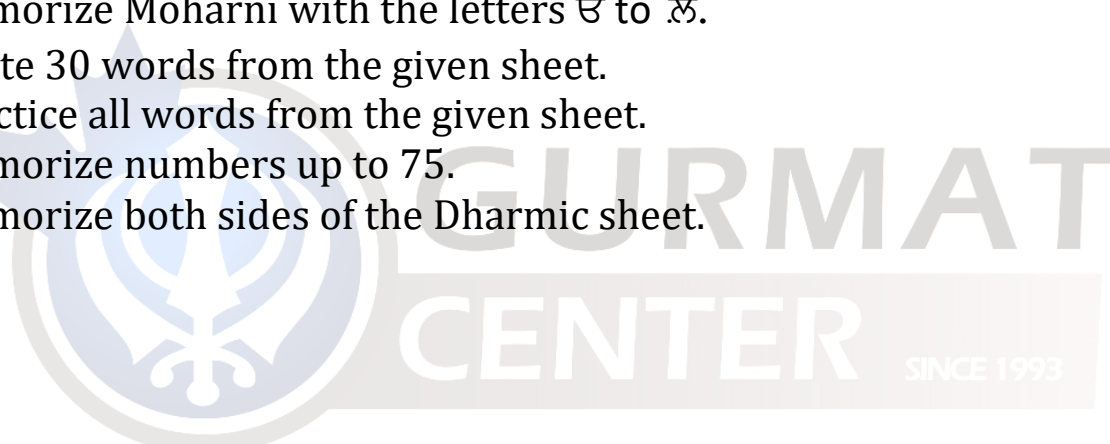 morize Moharni with the letters ੳ to ਲ਼.
te 30 words from the given sheet.
ctice all words from the given sheet.
morize numbers up to 75.
morize both sides of the Dharmic sheet.
GURMAT
CENTER
SINCE 1993